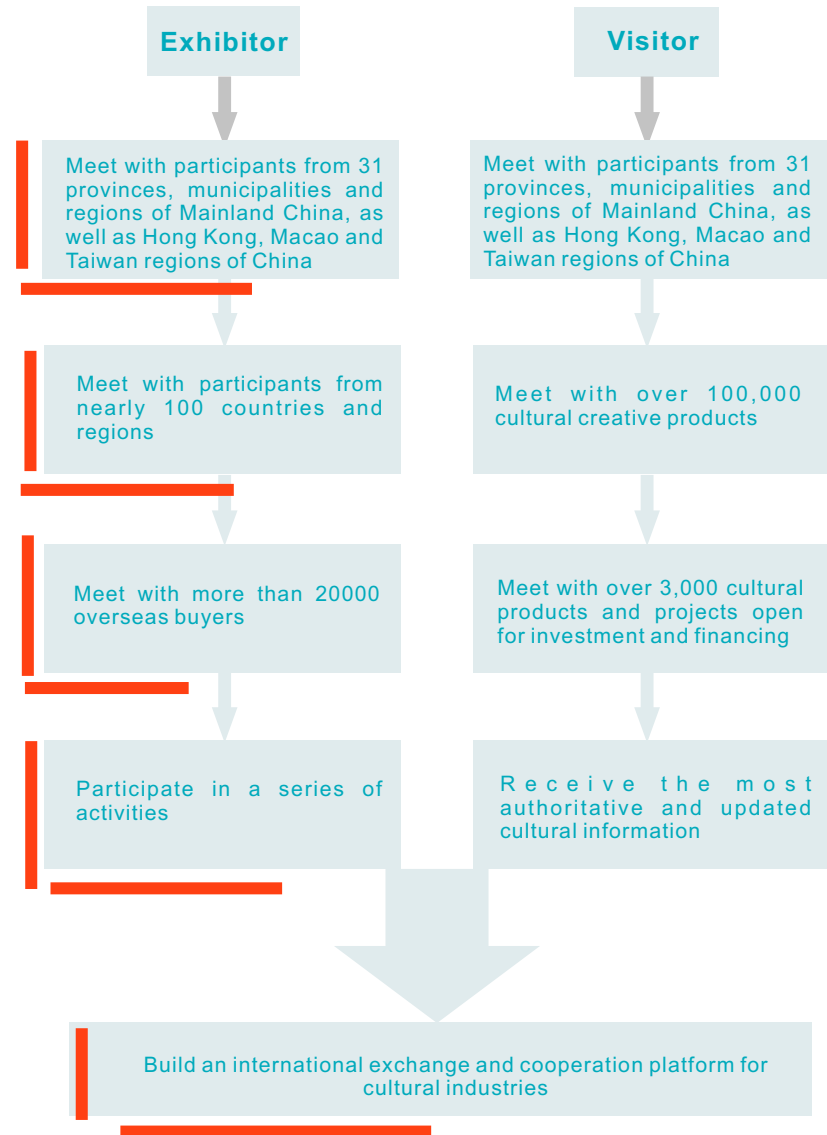 Exhibitor
Meet with participants from 31
provinces, municipalities and
regions of Mainland China, as
well as Hong Kong, Macao and
Taiwan regions of China
Meet with participants from
nearly 100 countries and
regions
Meet with more than 20000
overseas buyers
Participate in a series of
activities
Visitor
Meet with participants from 31
provinces, municipalities and
regions of Mainland China, as
well as Hong Kong, Macao and
Taiwan regions of China
Meet with over 100,000
cultural creative products
Meet with over 3,000 cultural
products and projects open
for investment and financing
Receive the most
authoritative and updated
cultural information
Build an international exchange and cooperation platform for
cultural industries